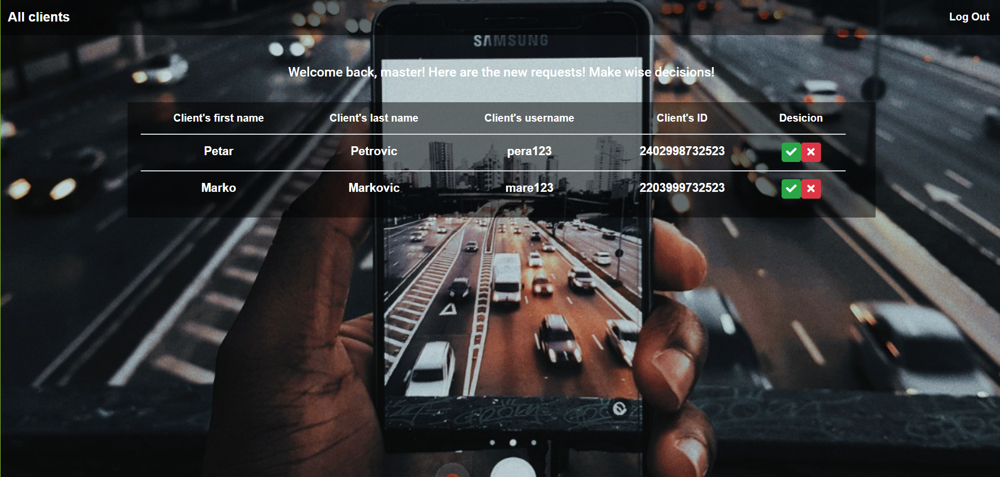 All clients
Log Out
SAMSUNG
Welcome back, master! Here are the new requests! Make wise decisions!
Client's first name Client's last name Client's username Client's ID Desicion
Petar Petrovic pera123 2402998732523
Marko Markovic mare123 2203999732523